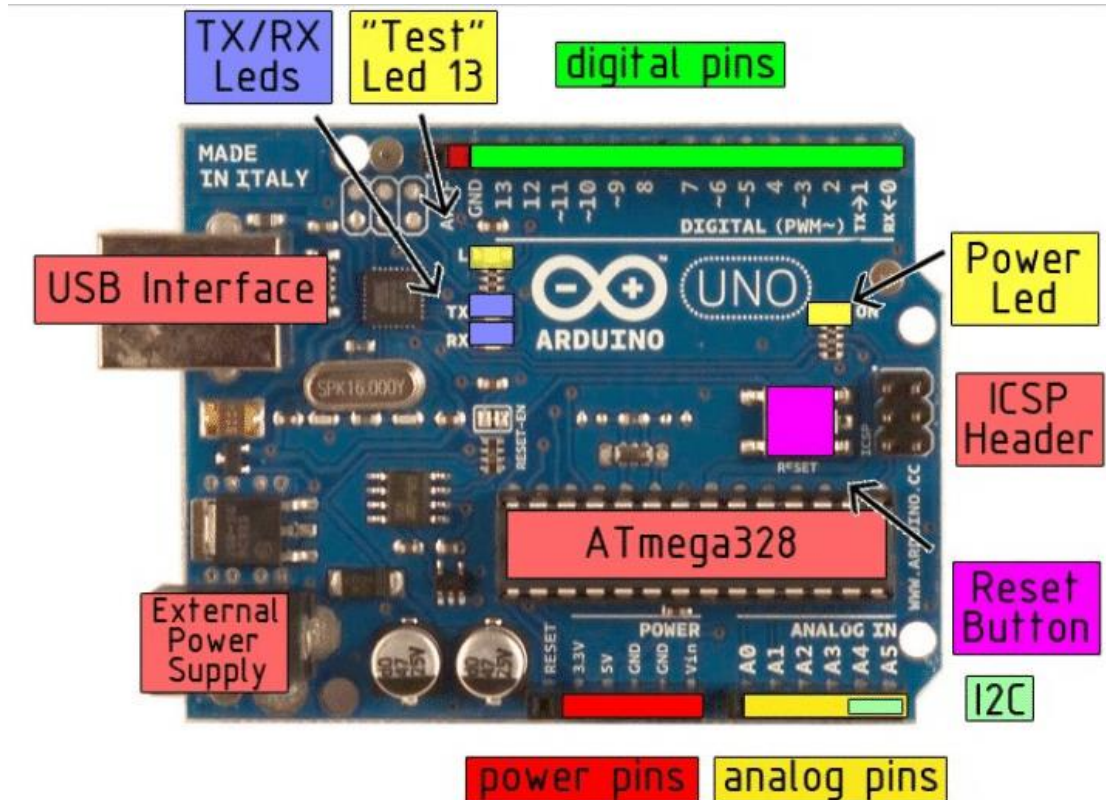 TX/RX
Leds
"Test"
Led 13
digital pins
MADE
IN ITALY
GND
13
12
~11
~10
~9
8
7
~6
~5
4
~3
2
TX→1
RX←0
DIGITAL (PWM~)
USB Interface
L
TX
RX
ARDUINO
UNO
ON
Power
Led
SPK16.000Y
RESET-EN
RESET
ICSP
ICSP
Header
ATmega328
WWW.ARDUINO.CC
Reset
Button
External
Power
Supply
47
25V
47
25V
POWER
ANALOG IN
RESET
3.3V
5V
GND
GND
Vin
A0
A1
A2
A3
A4
A5
I2C
power pins
analog pins